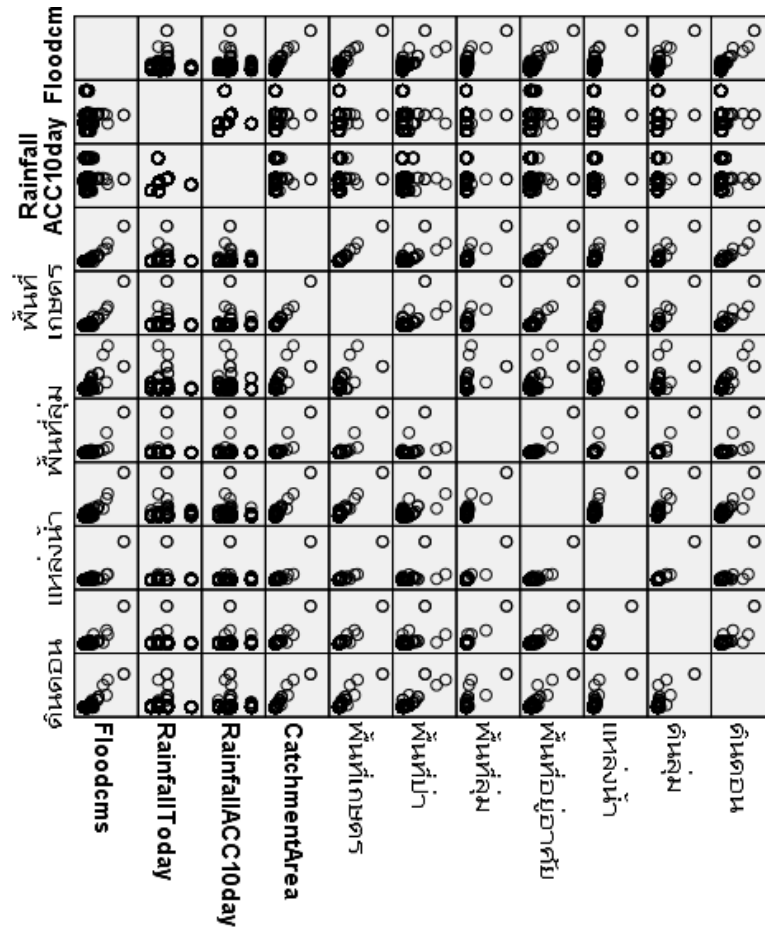 Floodcm
Rainfall
ACC10day
พื้นที่
เกษตร
พื้นที่ลุ่ม
แหล่งน้ำ
ดินดอน
Floodcms
RainfallToday
RainfallACC10day
CatchmentArea
พื้นที่เกษตร
พื้นที่ป่า
พื้นที่ลุ่ม
พื้นที่อยู่อาศัย
แหล่งน้ำ
ดินลุ่ม
ดินดอน